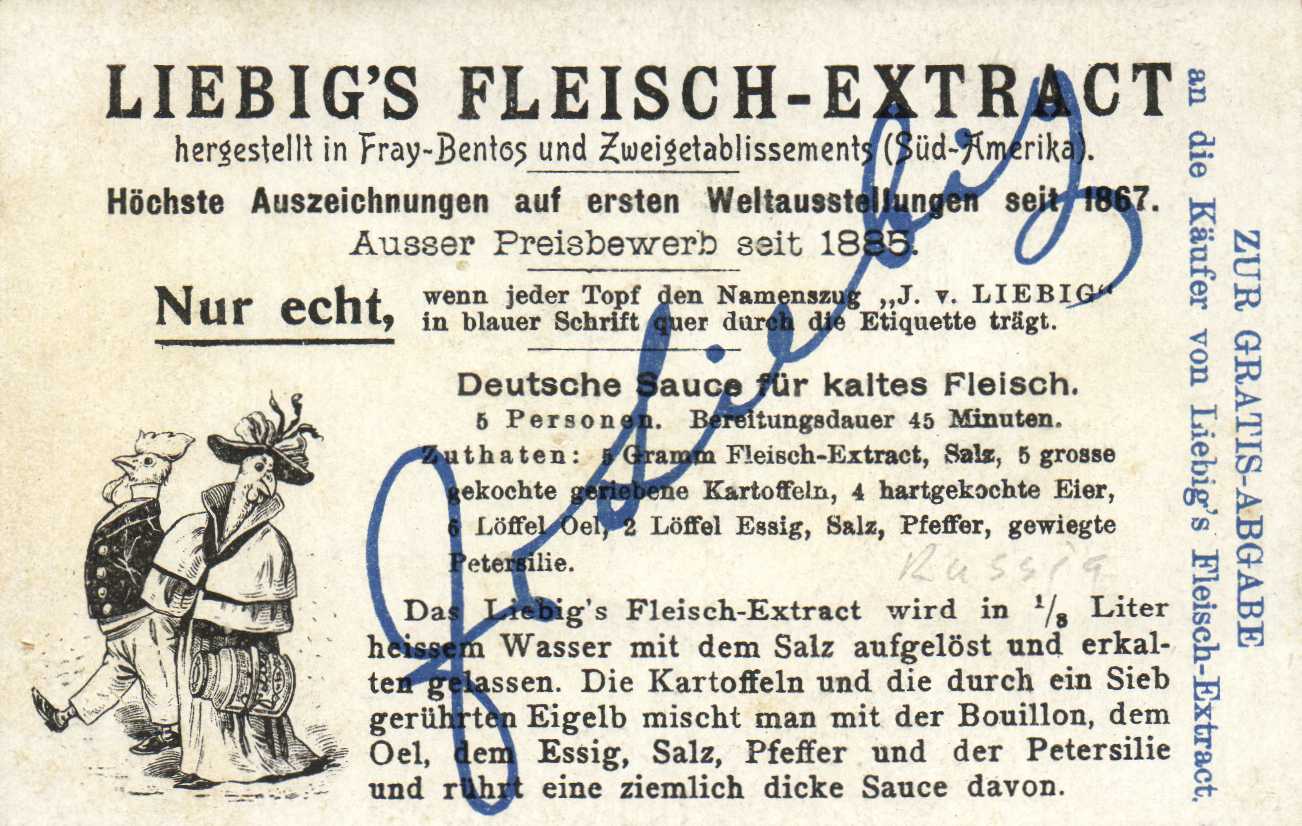 LIEBIG'S FLEISCH-EXTRACT
hergestellt in Fray-Bentos und Zweigetablissements (Süd-Amerika).
Höchste Auszeichnungen auf ersten Weltausstellungen seit 1867.
Ausser Preisbewerb seit 1885.
Nur echt,
wenn jeder Topf den Namenszug „J. v. LIEBIG“
in blauer Schrift quer durch die Etiquette trägt.
Deutsche Sauce für kaltes Fleisch.
5 Personen. Bereitungsdauer 45 Minuten.
Zuthaten: 5 Gramm Fleisch-Extract, Salz, 5 grosse
gekochte geriebene Kartoffeln, 4 hartgekochte Eier,
6 Löffel Oel, 2 Löffel Essig, Salz, Pfeffer, gewiegte
Petersilie.
Russia
Das Liebig's Fleisch-Extract wird in 1/8 Liter
heissem Wasser mit dem Salz aufgelöst und erkal-
ten gelassen. Die Kartoffeln und die durch ein Sieb
gerührten Eigelb mischt man mit der Bouillon, dem
Oel, dem Essig, Salz, Pfeffer und der Petersilie
und rührt eine ziemlich dicke Sauce davon.
J v Liebig
ZUR GRATIS-ABGABE
an die Käufer von Liebig's Fleisch-Extract.